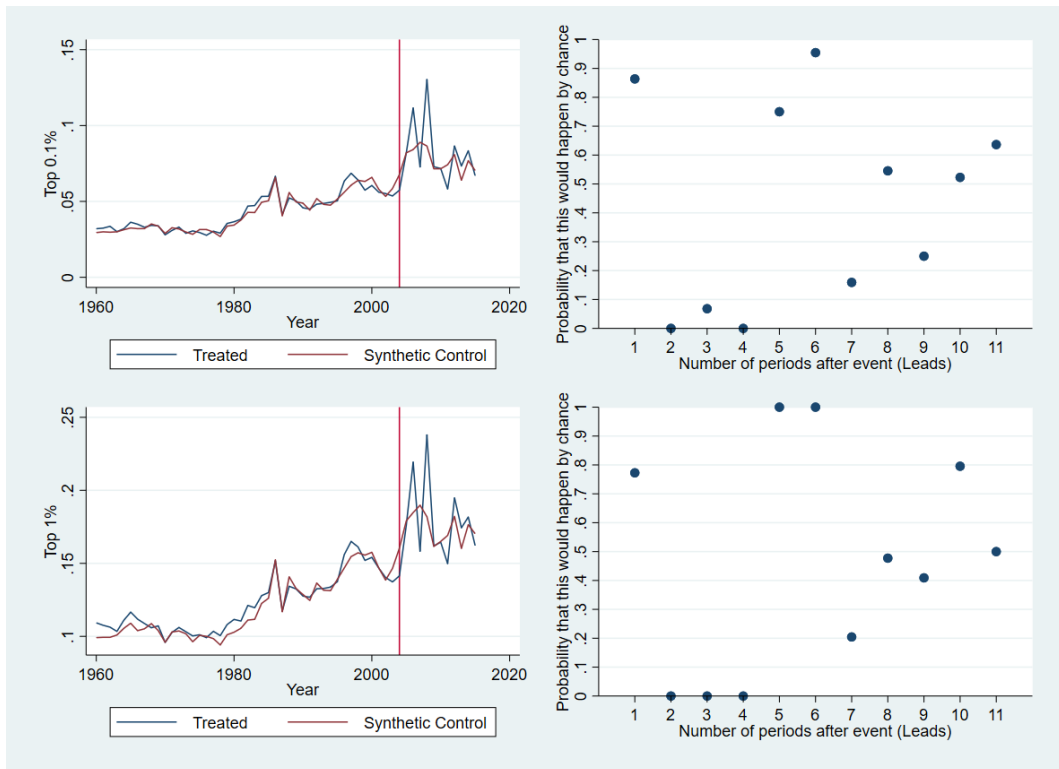 Top 0.1%
.15
.1
.05
0
1960 1980 2000 2020
Year
Treated Synthetic Control
Probability that this would happen by chance
1
.9
.8
.7
.6
.5
.4
.3
.2
.1
0
1 2 3 4 5 6 7 8 9 10 11
Number of periods after event (Leads)
Top 1%
.25
.2
.15
.1
1960 1980 2000 2020
Year
Treated Synthetic Control
Probability that this would happen by chance
1
.9
.8
.7
.6
.5
.4
.3
.2
.1
0
1 2 3 4 5 6 7 8 9 10 11
Number of periods after event (Leads)